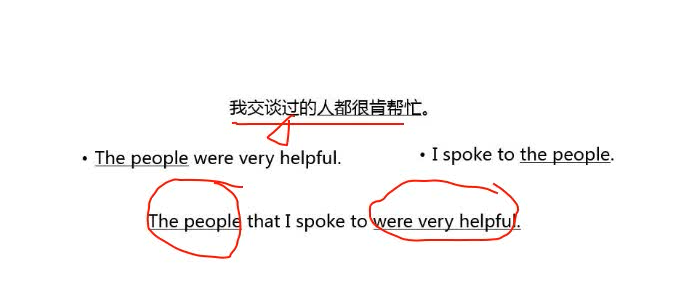 我交谈过的人都很肯帮忙。
• The people were very helpful.
• I spoke to the people.
The people that I spoke to were very helpful.